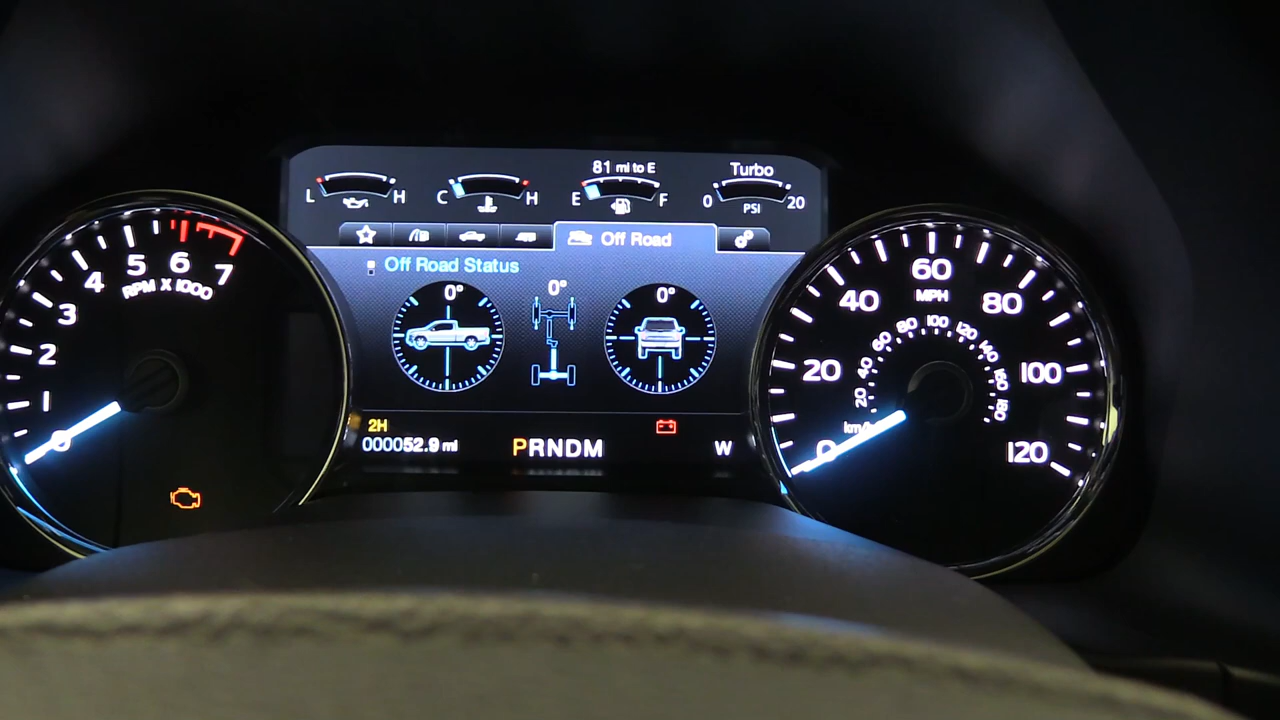 81 mi to E
Turbo
L H
C H
E F
0 PSI 20
Off Road
Off Road Status
0°
0°
0°
2H
000052.9 mi
PRNDM
W
0
1
2
3
4
5
6
7
RPM X 1000
0
20
40
60
80
100
120
MPH
20
40
60
80
100
120
140
160
180
km/h